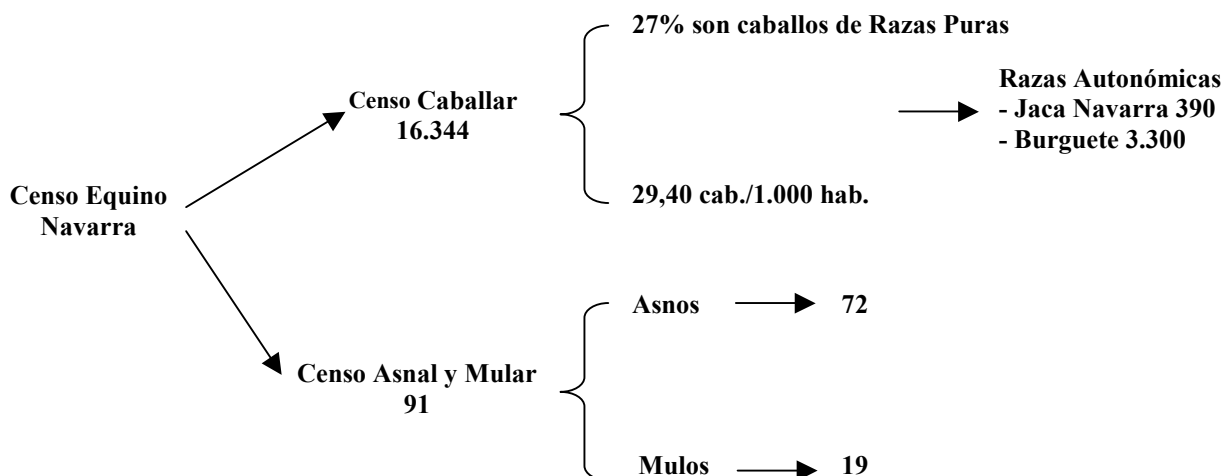 Censo Equino
Navarra
Censo Caballar
16.344
27% son caballos de Razas Puras
29,40 cab./1.000 hab.
Razas Autonómicas
- Jaca Navarra 390
- Burguete 3.300
Censo Asnal y Mular
91
Asnos
72
Mulos
19